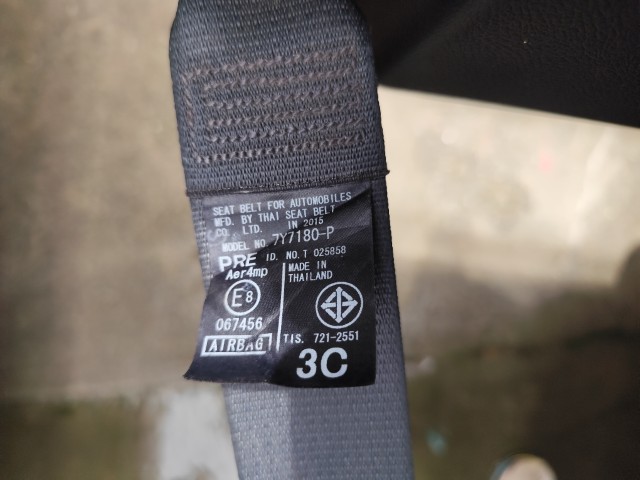 SEAT BELT FOR AUTOMOBILES
MFD. BY THAI SEAT BELT
CO., LTD. IN 2015
MODEL NO. 7Y7180-P
PRE ID. NO. T 025858
Aer4mp MADE IN
THAILAND
E8
067456
AIRBAG TIS. 721-2551
3C